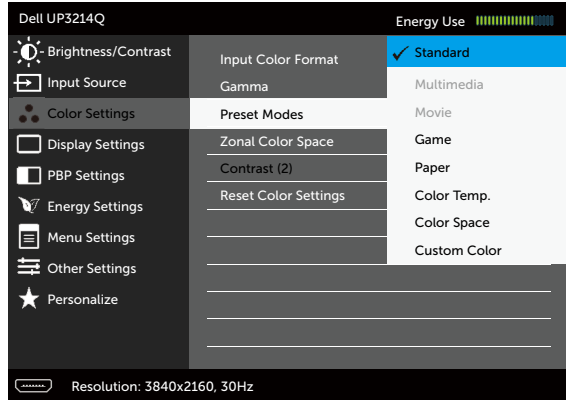 Dell UP3214Q
Energy Use
Brightness/Contrast
Input Source
Color Settings
Display Settings
PBP Settings
Energy Settings
Menu Settings
Other Settings
Personalize
Input Color Format
Gamma
Preset Modes
Zonal Color Space
Contrast (2)
Reset Color Settings
Standard
Multimedia
Movie
Game
Paper
Color Temp.
Color Space
Custom Color
Resolution: 3840x2160, 30Hz